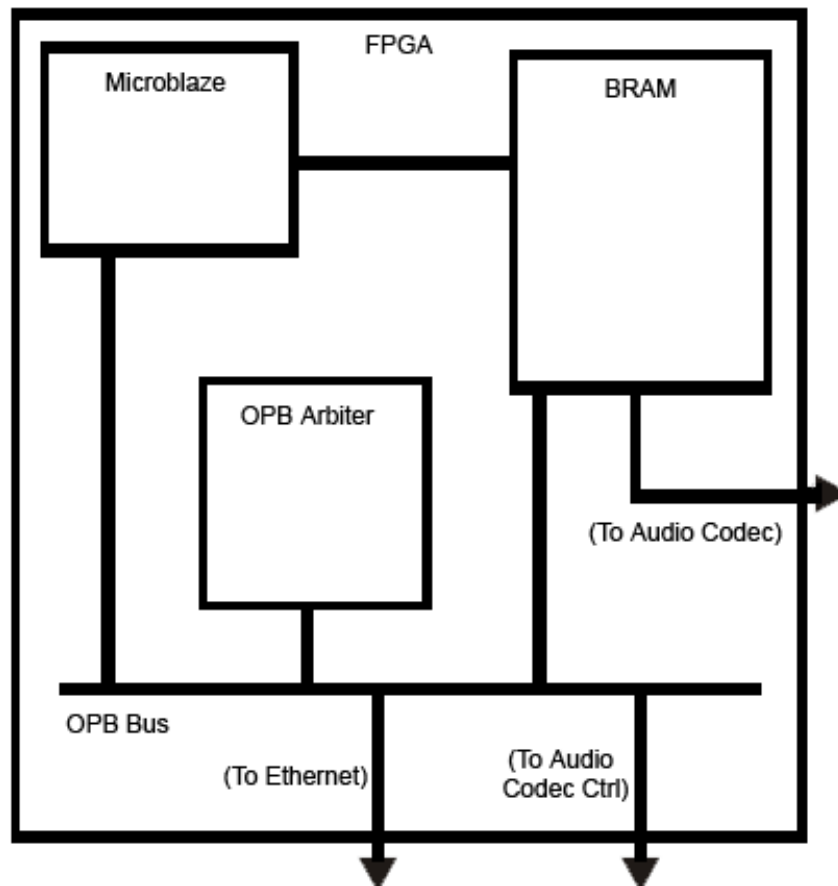 FPGA
Microblaze
BRAM
OPB Arbiter
(To Audio Codec)
OPB Bus
(To Ethernet)
(To Audio
Codec Ctrl)